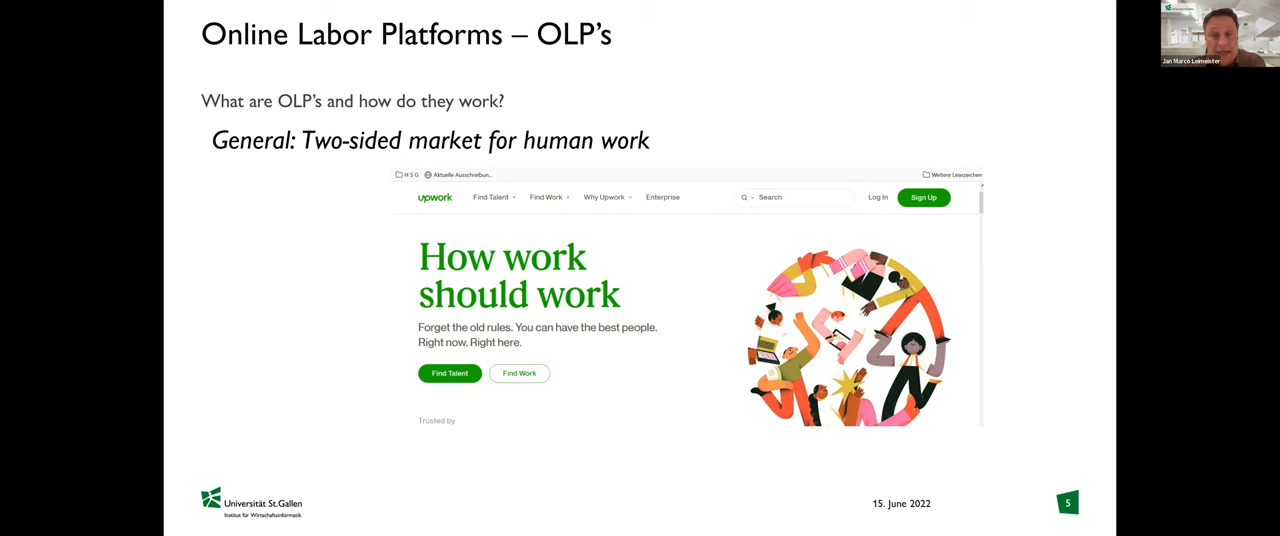 Online Labor Platforms – OLP's
Jan Marco Leimeister
What are OLP's and how do they work?
General: Two-sided market for human work
H S G Aktuelle Ausschreibun... Weitere Lesezeichen
upwork Find Talent Find Work Why Upwork Enterprise Search Log In Sign Up
How work
should work
Forget the old rules. You can have the best people.
Right now. Right here.
Find Talent Find Work
Trusted by
Universität St.Gallen
Institut für Wirtschaftsinformatik
15. June 2022
5